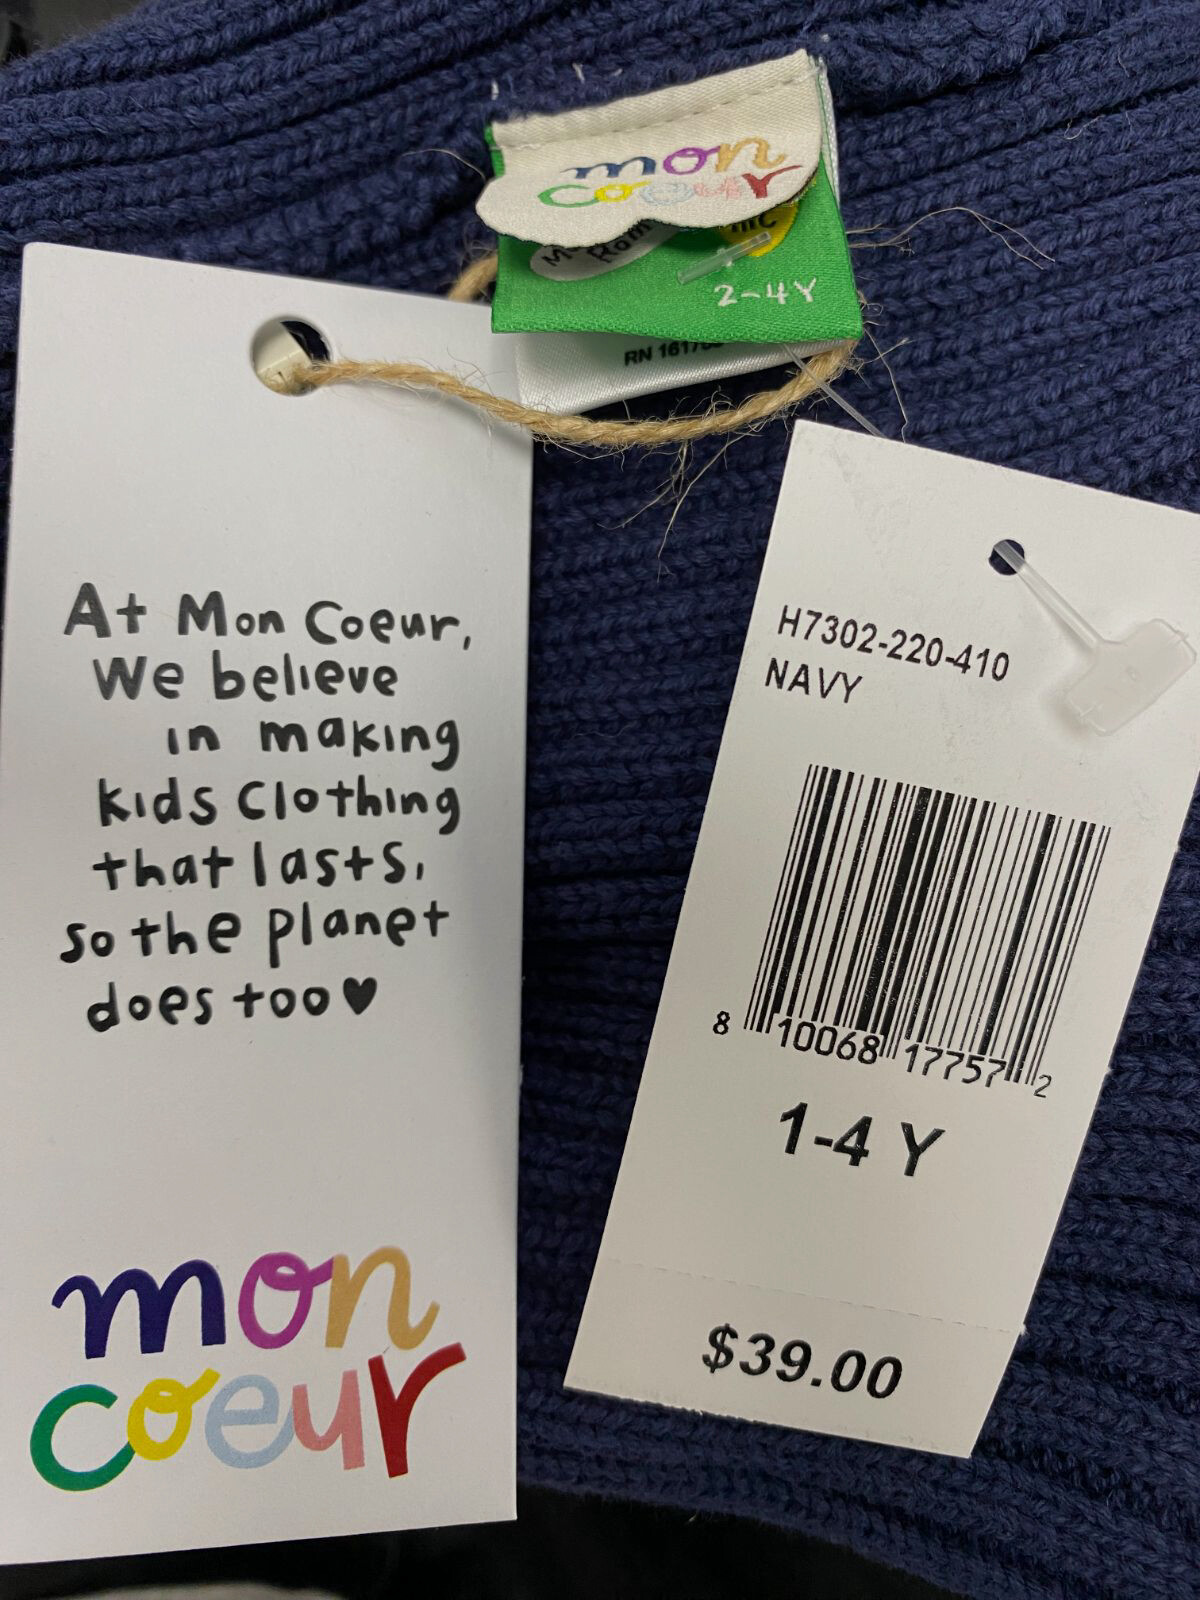 mon
coeur
2-4Y
At Mon Coeur,
We believe
in making
kids clothing
that lasts,
so the planet
does too♥
mon
coeur
H7302-220-410
NAVY
8 10068 17757 2
1-4 Y
$39.00